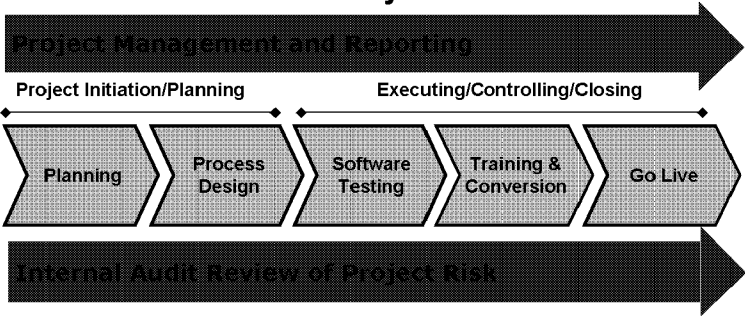 Project Management and Reporting
Project Initiation/Planning
Executing/Controlling/Closing
Planning
Process
Design
Software
Testing
Training &
Conversion
Go Live
Internal Audit Review of Project Risk